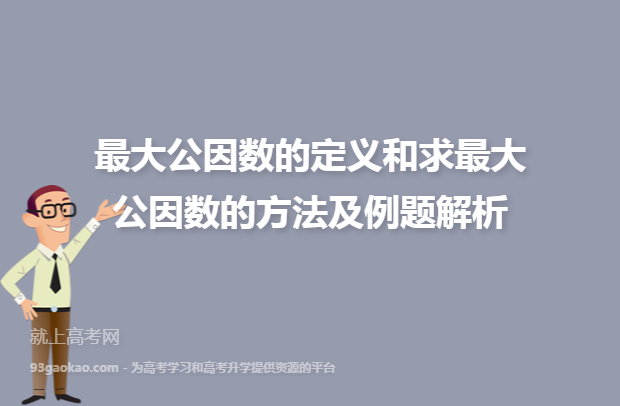 最大公因数的定义和求最大
公因数的方法及例题解析
就上高考网
93gaokao.com - 为高考学习和高考升学提供资源的平台